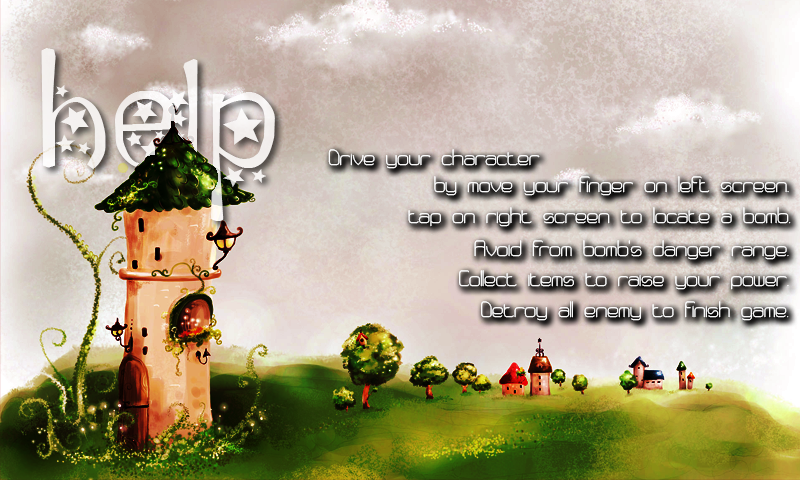 help
Drive your character
by move your finger on left screen.
tap on right screen to locate a bomb.
Avoid from bomb's danger range.
Collect items to raise your power.
Detroy all enemy to finish game.